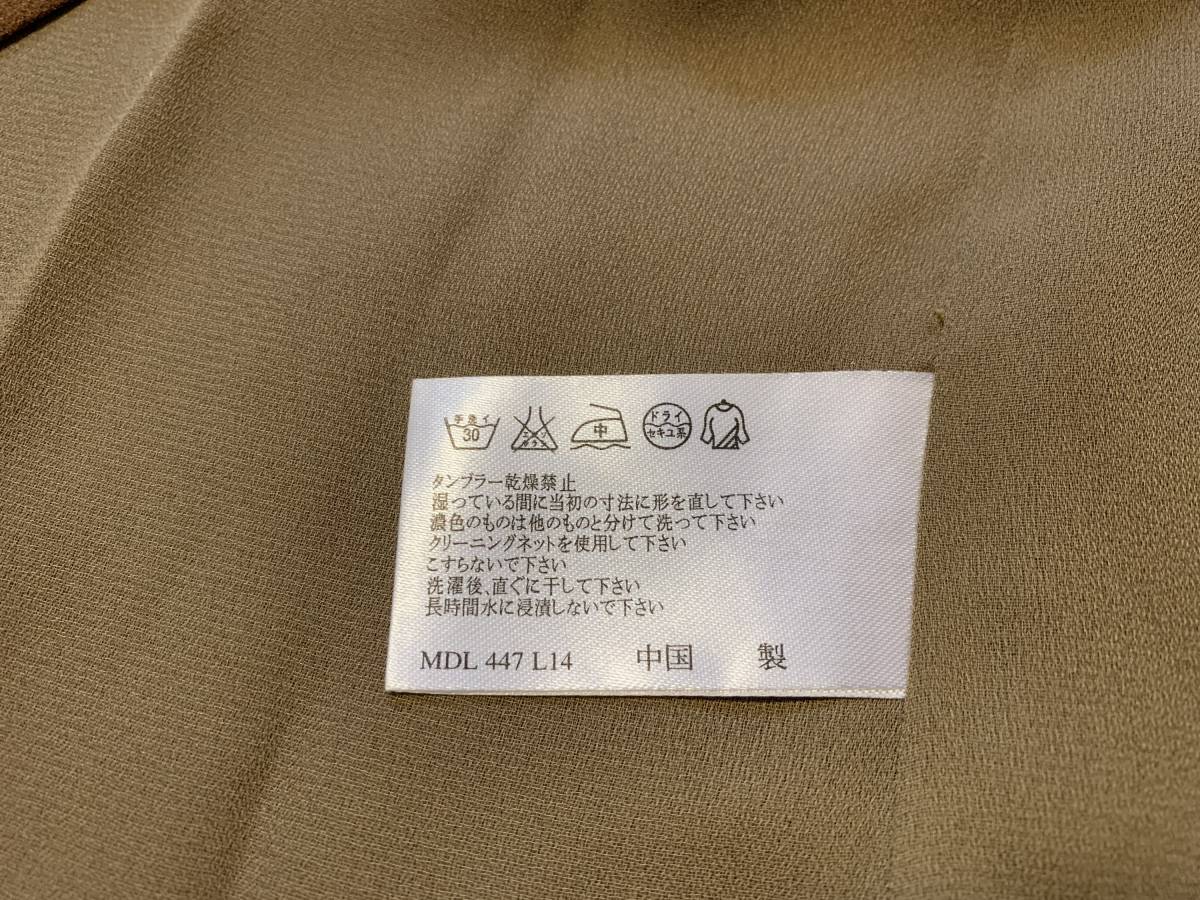 手洗イ 30 エンソ サラシ 中 ドライ セキユ系
タンブラー乾燥禁止
湿っている間に当初の寸法に形を直して下さい
濃色のものは他のものと分けて洗って下さい
クリーニングネットを使用して下さい
こすらないで下さい
洗濯後、直ぐに干して下さい
長時間水に浸漬しないで下さい
MDL 447 L14 中国 製